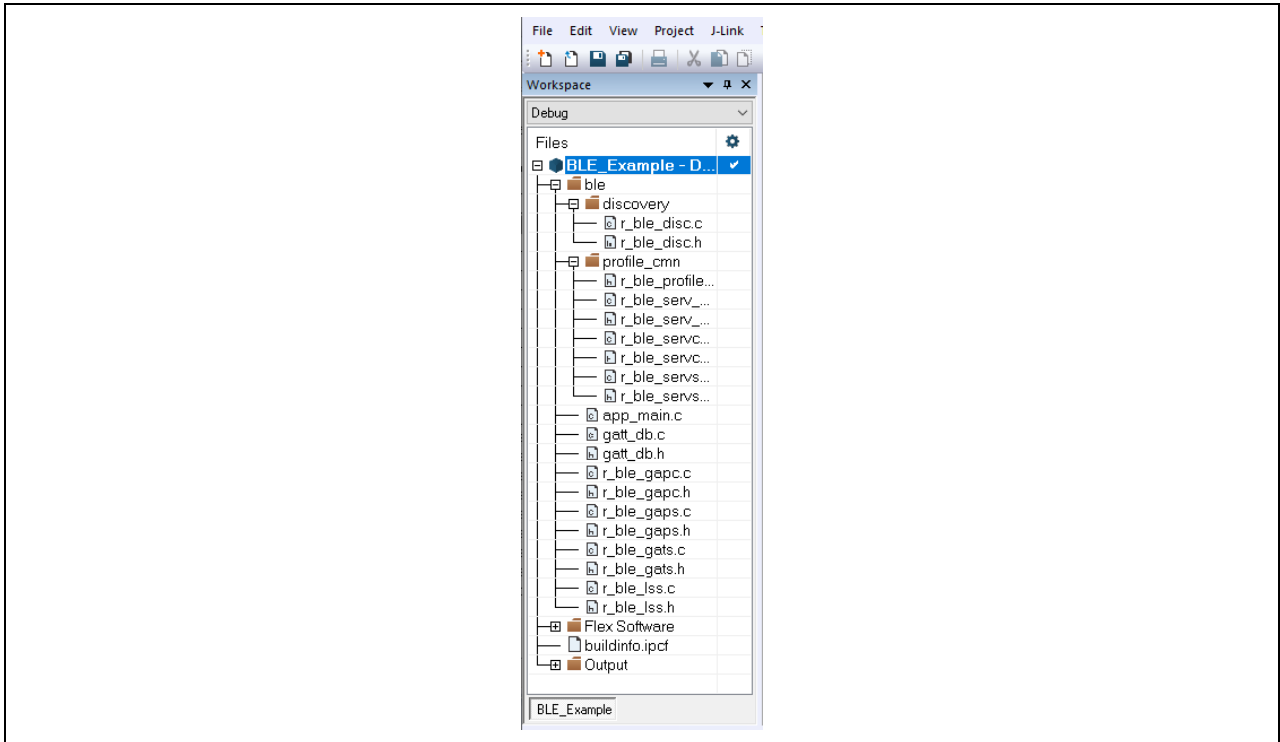 File Edit View Project J-Link
Workspace
Debug
Files
BLE_Example - D...
ble
discovery
r_ble_disc.c
r_ble_disc.h
profile_cmn
r_ble_profile...
r_ble_serv_...
r_ble_serv_...
r_ble_servc...
r_ble_servc...
r_ble_servs...
r_ble_servs...
app_main.c
gatt_db.c
gatt_db.h
r_ble_gapc.c
r_ble_gapc.h
r_ble_gaps.c
r_ble_gaps.h
r_ble_gats.c
r_ble_gats.h
r_ble_lss.c
r_ble_lss.h
Flex Software
buildinfo.ipcf
Output
BLE_Example